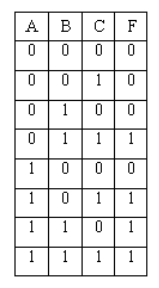 A B C F
0 0 0 0
0 0 1 0
0 1 0 0
0 1 1 1
1 0 0 0
1 0 1 1
1 1 0 1
1 1 1 1